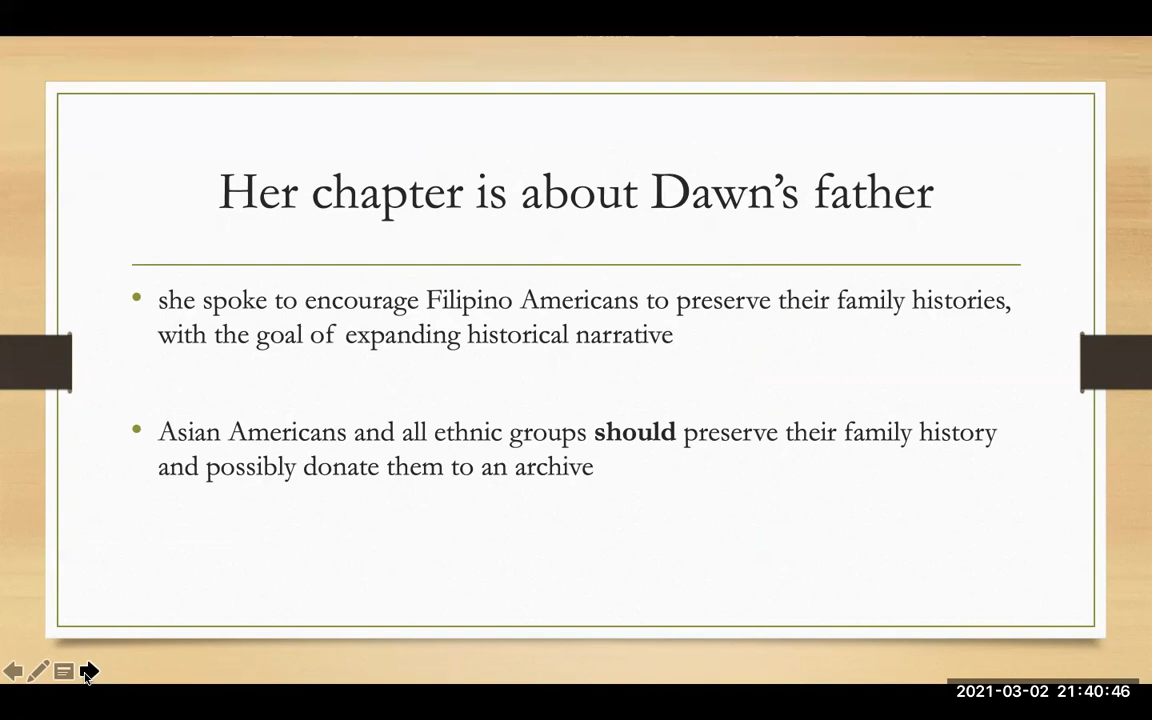 Her chapter is about Dawn’s father
• she spoke to encourage Filipino Americans to preserve their family histories,
with the goal of expanding historical narrative
• Asian Americans and all ethnic groups should preserve their family history
and possibly donate them to an archive
2021-03-02 21:40:46